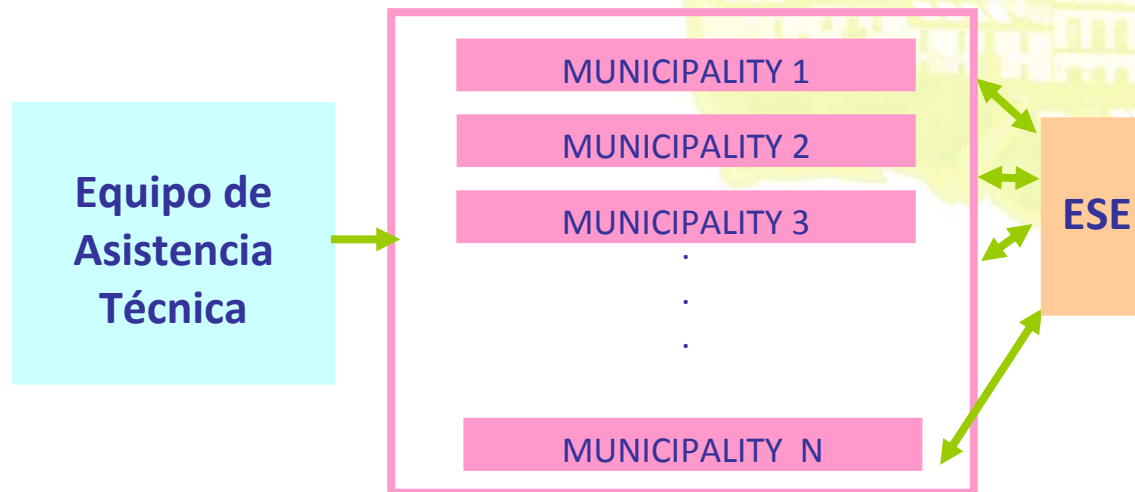 Equipo de
Asistencia
Técnica
MUNICIPALITY 1
MUNICIPALITY 2
MUNICIPALITY 3
.
.
.
MUNICIPALITY N
ESE